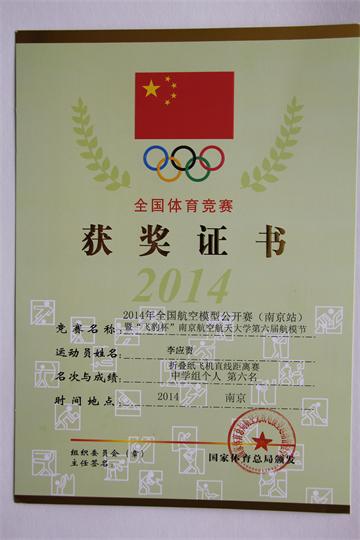 全国体育竞赛
获奖证书
2014
2014年全国航空模型公开赛（南京站）
竞赛名称：暨“飞豹杯”南京航空航天大学第六届航模节
运动员姓名： 李应贵
折叠纸飞机直线距离赛
名次与成绩： 中学组个人 第六名
时间地点： 2014 南京
组织委员会（章）
主任签名
国家体育总局颁发